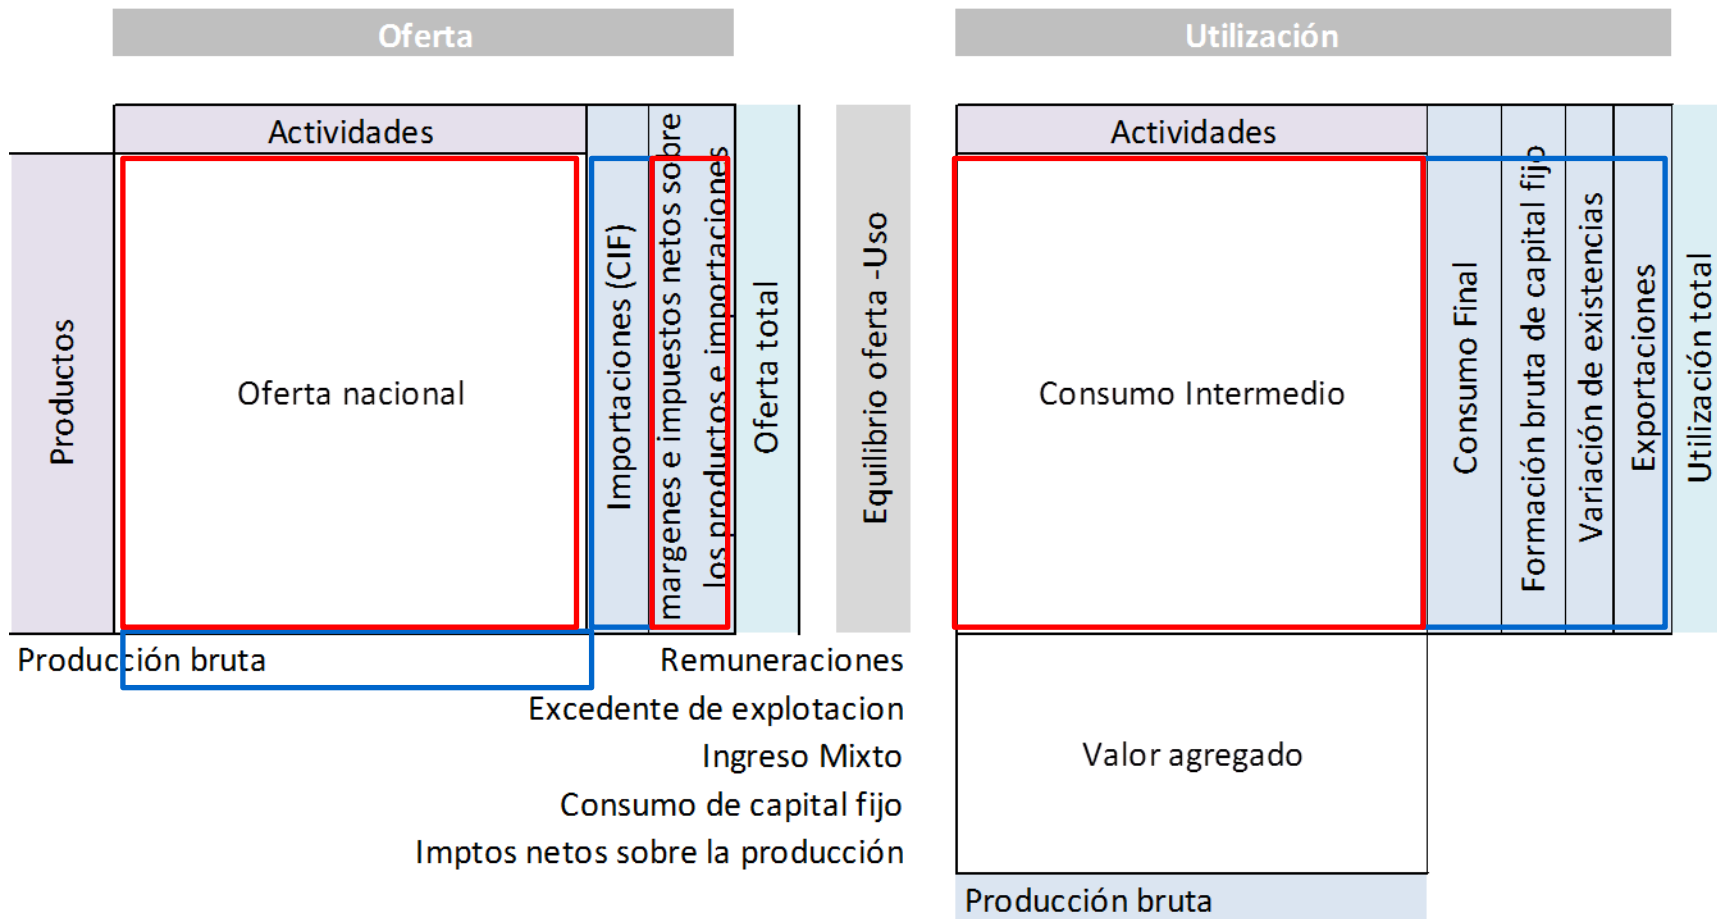 Oferta
Utilización
Actividades
Actividades
Productos
Oferta nacional
Importaciones (CIF)
margenes e impuestos netos sobre
los productos e importaciones
Oferta total
Equilibrio oferta -Uso
Consumo Intermedio
Consumo Final
Formación bruta de capital fijo
Variación de existencias
Exportaciones
Utilización total
Producción bruta
Remuneraciones
Excedente de explotacion
Ingreso Mixto
Consumo de capital fijo
Imptos netos sobre la producción
Valor agregado
Producción bruta